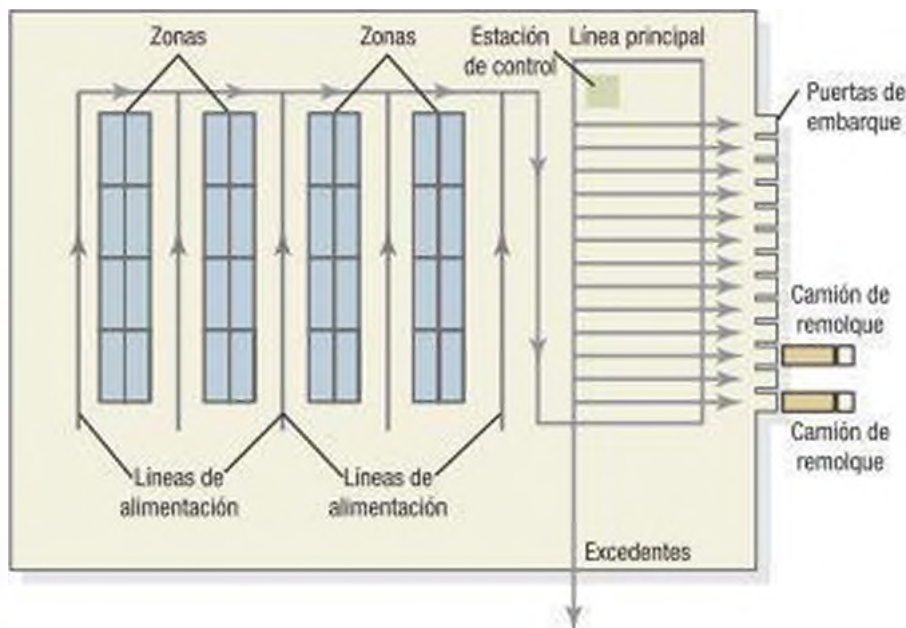 Zonas
Zonas
Estación
de control
Línea principal
Puertas de
embarque
Camión de
remolque
Camión de
remolque
Líneas de
alimentación
Líneas de
alimentación
Excedentes